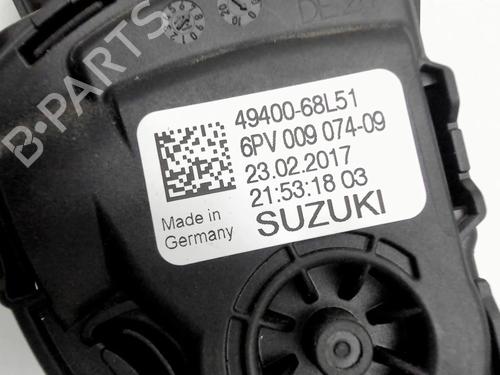 B-PARTS
49400-68L51
6PV 009 074-09
23.02.2017
21:53:18 03
Made in
Germany
SUZUKI